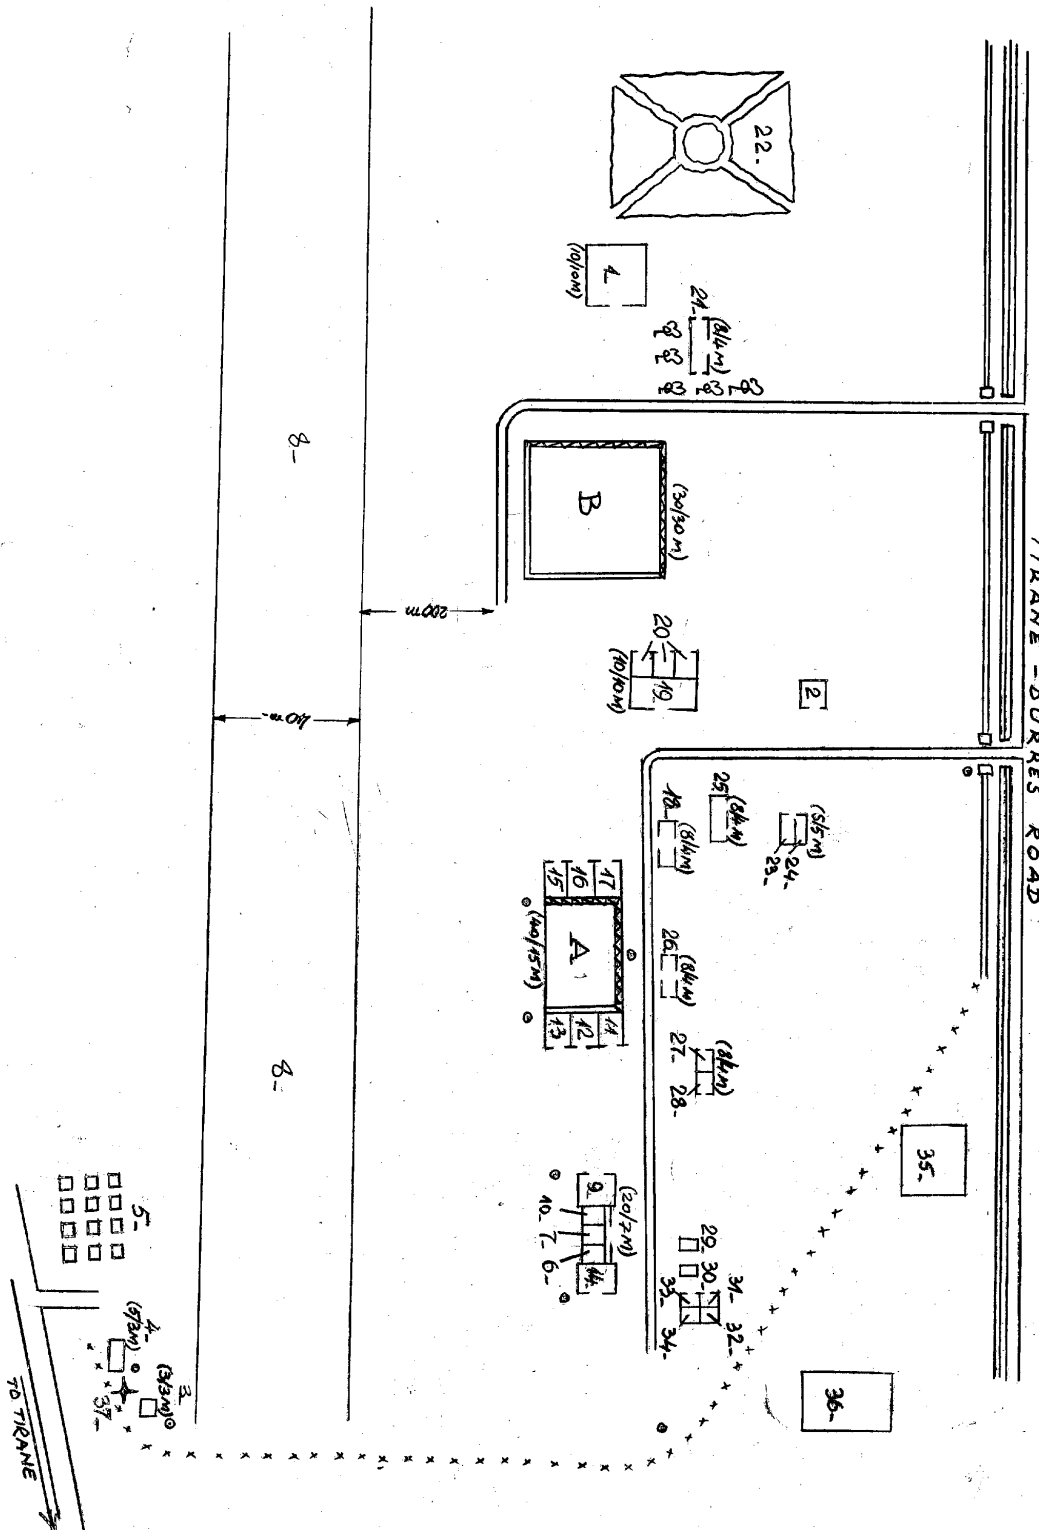 TIRANE - DURRES ROAD
22-
1-
(10/10M)
21-
(8/4M)
B
(30/30M)
8-
200m
40m-
20-
19
(10/10M)
2
25-
(8/4M)
18-
(8/4M)
(5/5M)
24-
23-
17
16
15
A
(40/15M)
11
12
13
26-
(8/4M)
27-
28-
(8/4M)
8-
35-
9-
(20/7M)
10-
7-
6-
14-
29-
30-
31-
32-
33-
34-
36-
5-
4-
(5/3M)
3
(3/3M)
37-
TO TIRANE